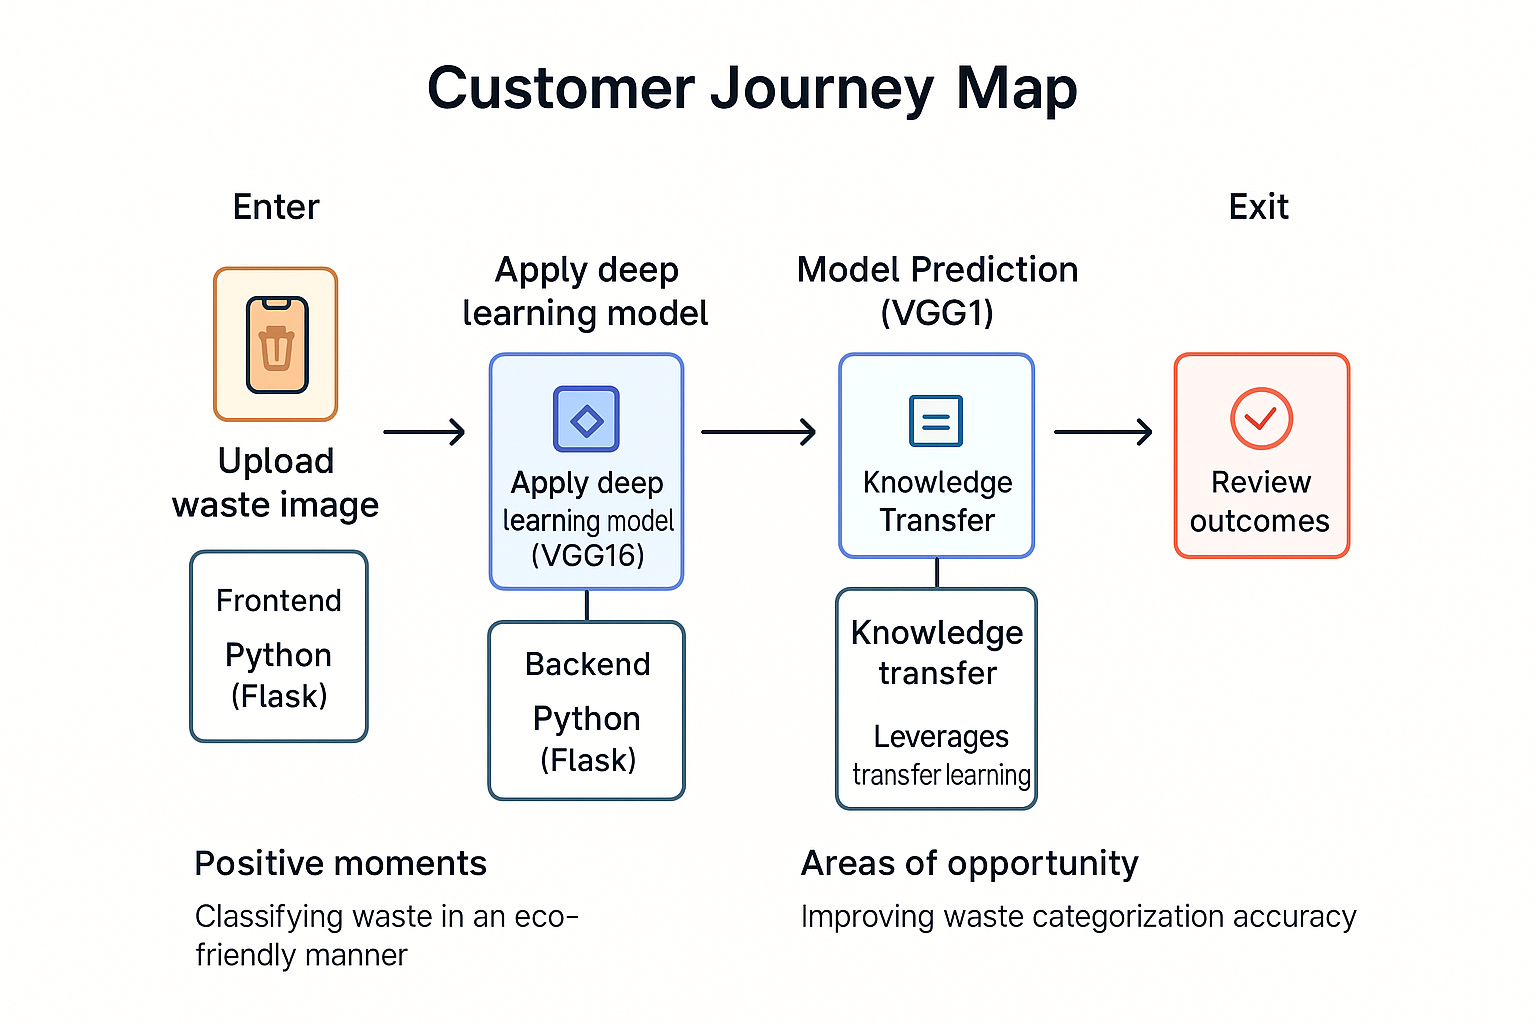 Customer Journey Map
Enter
Upload
waste image
Frontend
Python
(Flask)
Apply deep
learning model
Apply deep
learning model
(VGG16)
Backend
Python
(Flask)
Model Prediction
(VGG1)
Knowledge
Transfer
Knowledge
transfer
Leverages
transfer learning
Exit
Review
outcomes
Positive moments
Classifying waste in an eco-
friendly manner
Areas of opportunity
Improving waste categorization accuracy